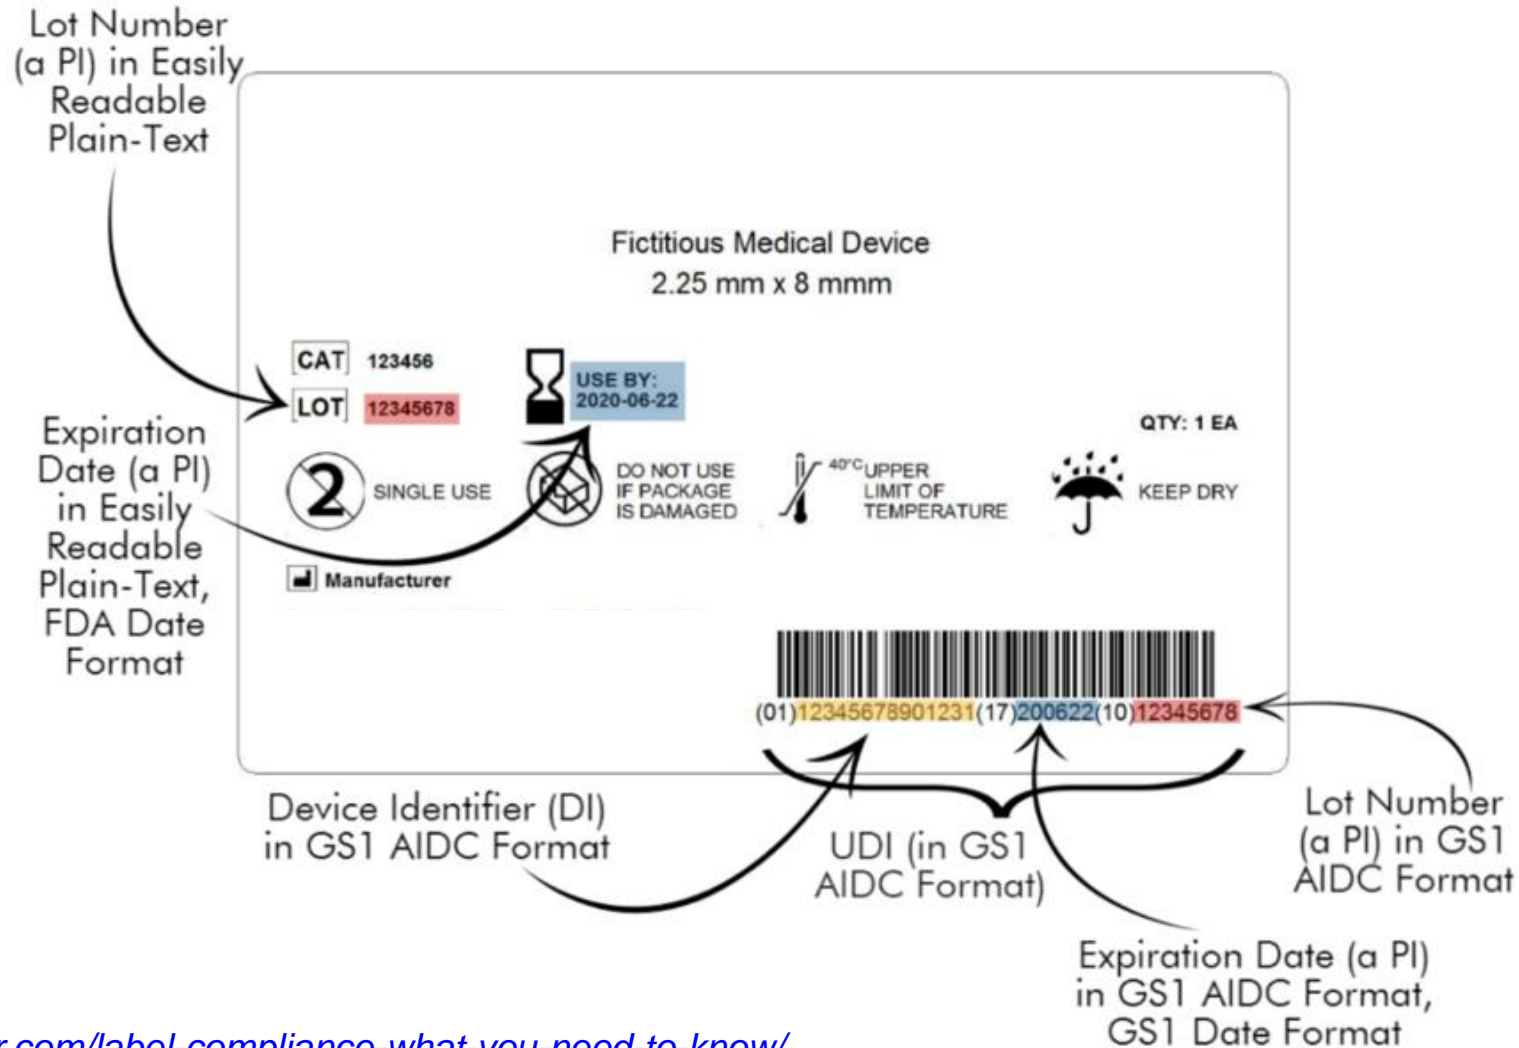 Lot Number
(a PI) in Easily
Readable
Plain-Text
Fictitious Medical Device
2.25 mm x 8 mmm
CAT 123456
LOT 12345678
USE BY:
2020-06-22
QTY: 1 EA
Expiration
Date (a PI)
in Easily
Readable
Plain-Text,
FDA Date
Format
2 SINGLE USE
DO NOT USE
IF PACKAGE
IS DAMAGED
40°C UPPER
LIMIT OF
TEMPERATURE
KEEP DRY
Manufacturer
(01)12345678901231(17)200622(10)12345678
Device Identifier (DI)
in GS1 AIDC Format
UDI (in GS1
AIDC Format)
Lot Number
(a PI) in GS1
AIDC Format
Expiration Date (a PI)
in GS1 AIDC Format,
GS1 Date Format
r.com/label-compliance-what-you-need-to-know/